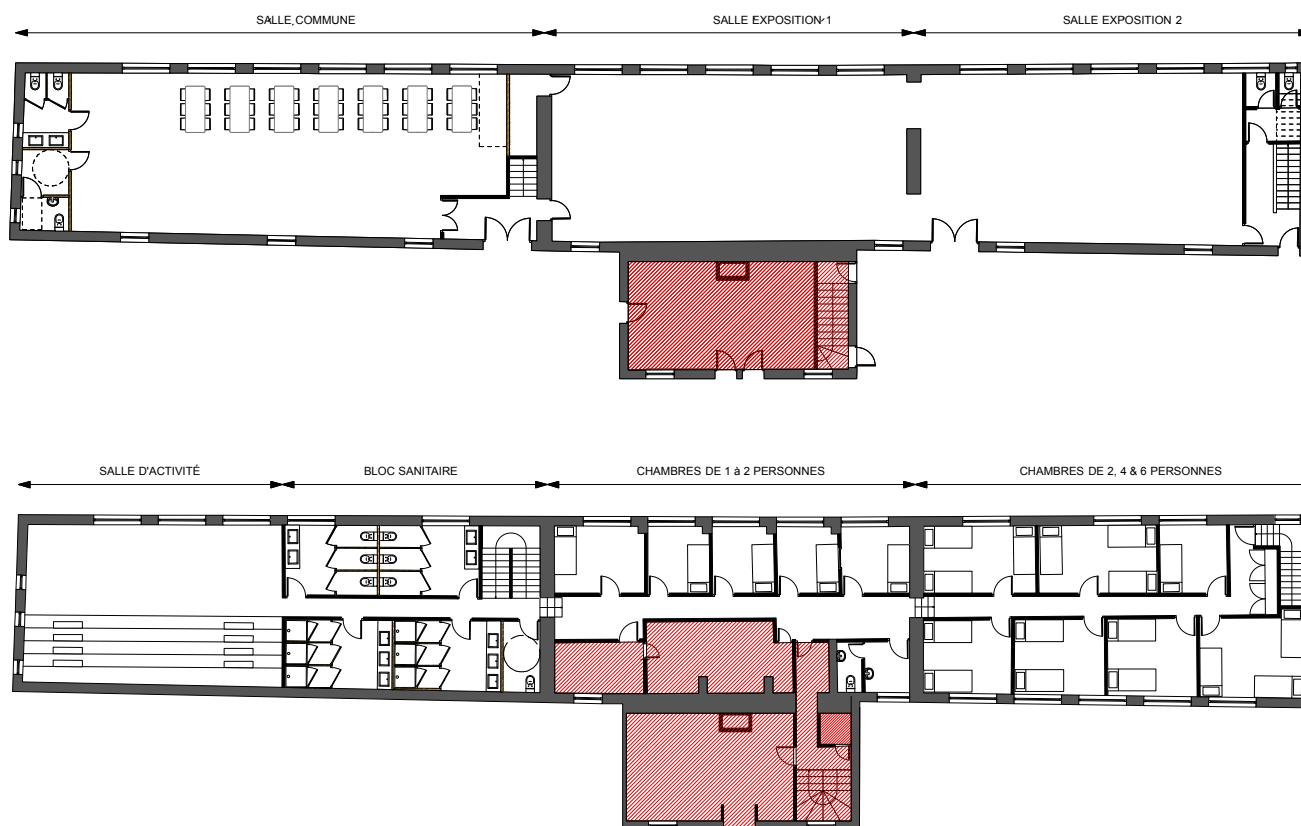 SALLE COMMUNE
SALLE EXPOSITION 1
SALLE EXPOSITION 2
SALLE D'ACTIVITÉ
BLOC SANITAIRE
CHAMBRES DE 1 à 2 PERSONNES
CHAMBRES DE 2, 4 & 6 PERSONNES